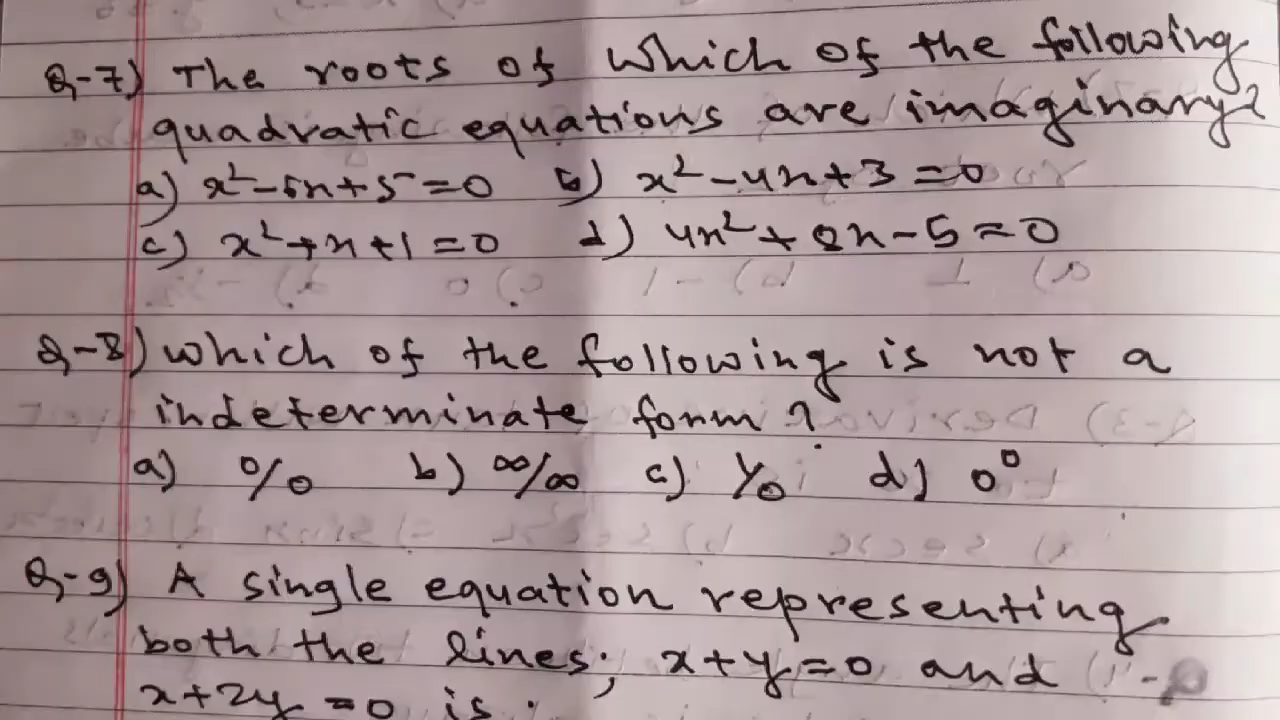 Q-7) The roots of which of the following
quadratic equations are imaginary?
a) x²-5x+5=0 b) x²-4x+3=0
c) x²+x+1=0 d) 4x²+8x-5=0
Q-8) which of the following is not a
indeterminate form?
a) 0/0 b) ∞/∞ c) 1/0 d) 0⁰
Q-9) A single equation representing
both the lines; x+y=0 and
x+2y=0 is: